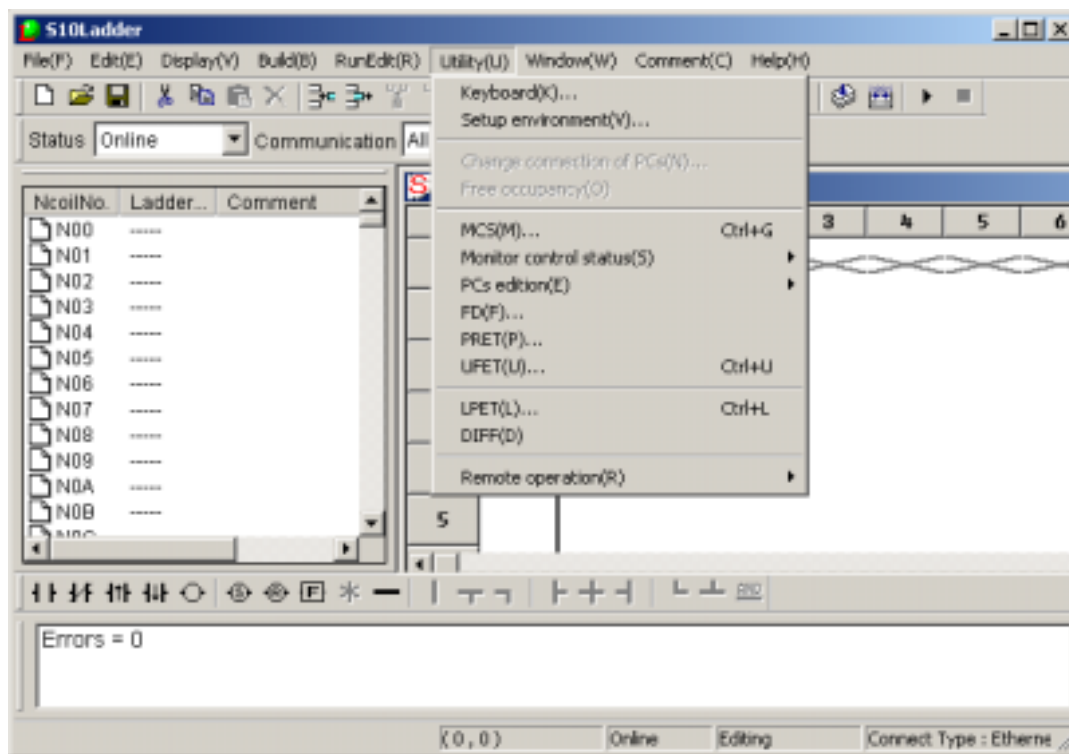 S10Ladder
File(F) Edit(E) Display(V) Build(B) RunEdit(R) Utility(U) Window(W) Comment(C) Help(H)
Status Online Communication All
Keyboard(K)...
Setup environment(V)...
Change connection of PCs(N)...
Free occupancy(O)
MCS(M)... Ctrl+G
Monitor control status(S)
PCs edition(E)
FD(F)...
PRET(P)...
UFET(U)... Ctrl+U
LPET(L)... Ctrl+L
DIFF(D)
Remote operation(R)
NcoilNo. Ladder... Comment
N00 -----
N01 -----
N02 -----
N03 -----
N04 -----
N05 -----
N06 -----
N07 -----
N08 -----
N09 -----
N0A -----
N0B -----
S
3 4 5 6
5
F
END
Errors = 0
(0,0) Online Editing Connect Type : Etherne